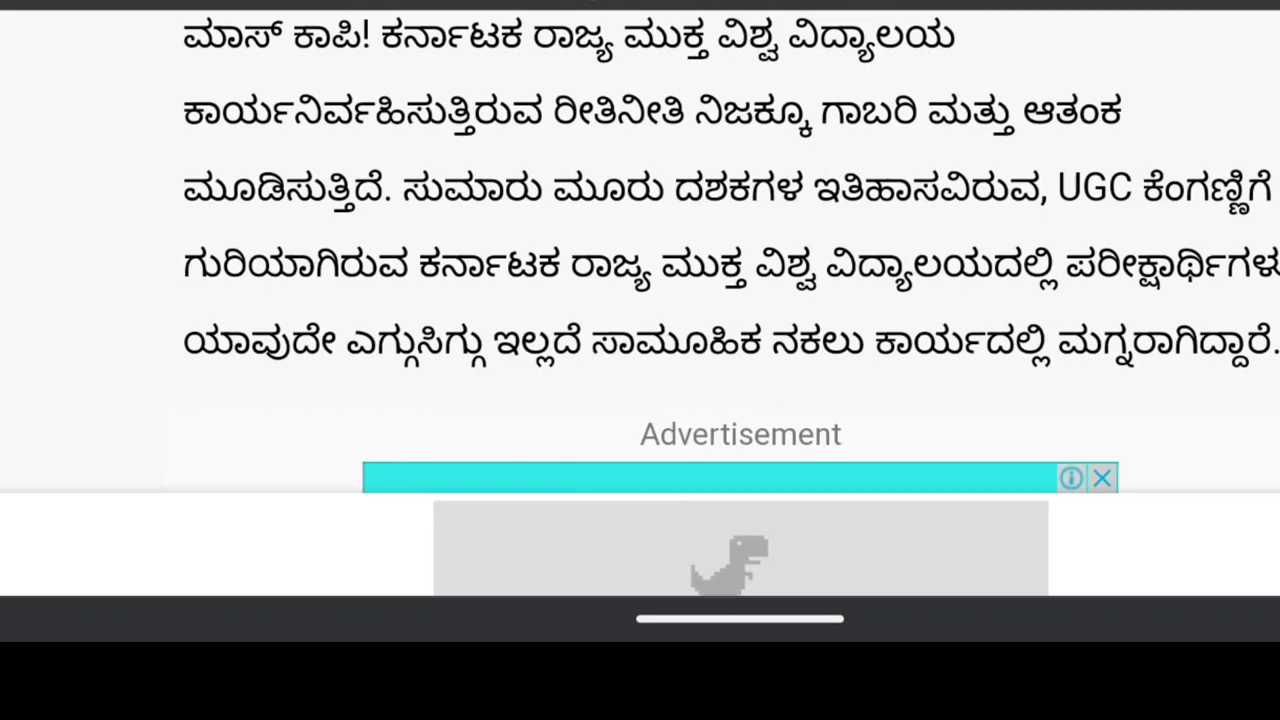 ಮಾಸ್ ಕಾಪಿ! ಕರ್ನಾಟಕ ರಾಜ್ಯ ಮುಕ್ತ ವಿಶ್ವ ವಿದ್ಯಾಲಯ
ಕಾರ್ಯನಿರ್ವಹಿಸುತ್ತಿರುವ ರೀತಿನೀತಿ ನಿಜಕ್ಕೂ ಗಾಬರಿ ಮತ್ತು ಆತಂಕ
ಮೂಡಿಸುತ್ತಿದೆ. ಸುಮಾರು ಮೂರು ದಶಕಗಳ ಇತಿಹಾಸವಿರುವ, UGC ಕೆಂಗಣ್ಣಿಗೆ
ಗುರಿಯಾಗಿರುವ ಕರ್ನಾಟಕ ರಾಜ್ಯ ಮುಕ್ತ ವಿಶ್ವ ವಿದ್ಯಾಲಯದಲ್ಲಿ ಪರೀಕ್ಷಾರ್ಥಿಗಳು
ಯಾವುದೇ ಎಗ್ಗುಸಿಗ್ಗು ಇಲ್ಲದೆ ಸಾಮೂಹಿಕ ನಕಲು ಕಾರ್ಯದಲ್ಲಿ ಮಗ್ನರಾಗಿದ್ದಾರೆ.
Advertisement